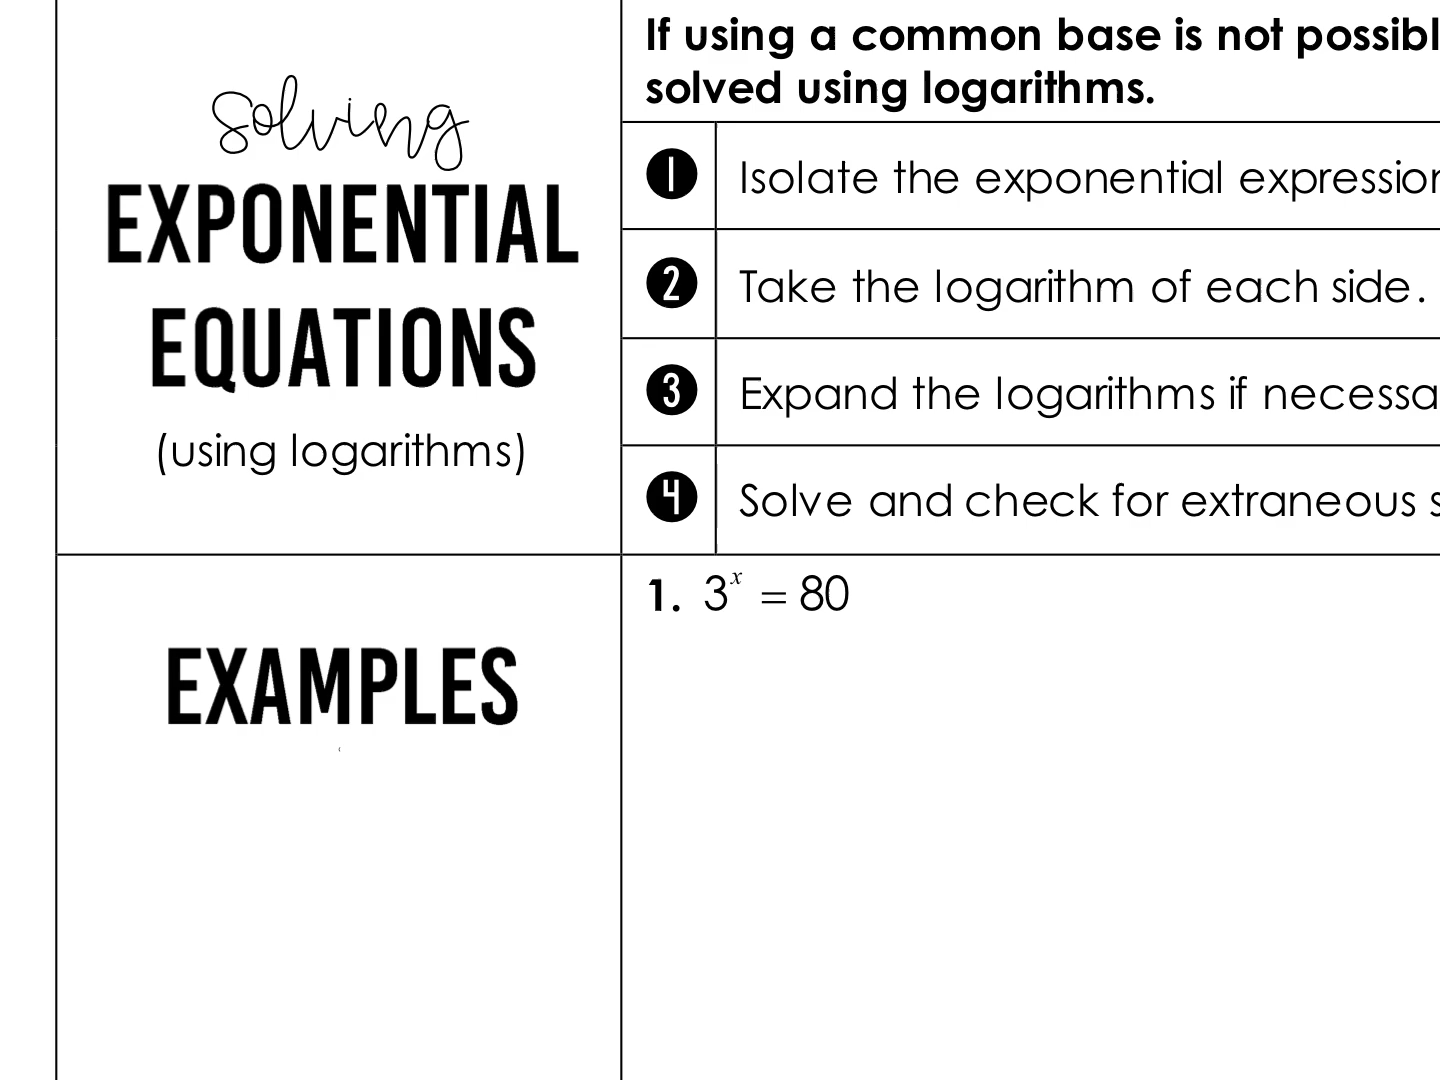 solving
EXPONENTIAL
EQUATIONS
(using logarithms)
If using a common base is not possibl
solved using logarithms.
1 Isolate the exponential expression
2 Take the logarithm of each side.
3 Expand the logarithms if necessa
4 Solve and check for extraneous s
EXAMPLES
1. 3ˣ = 80